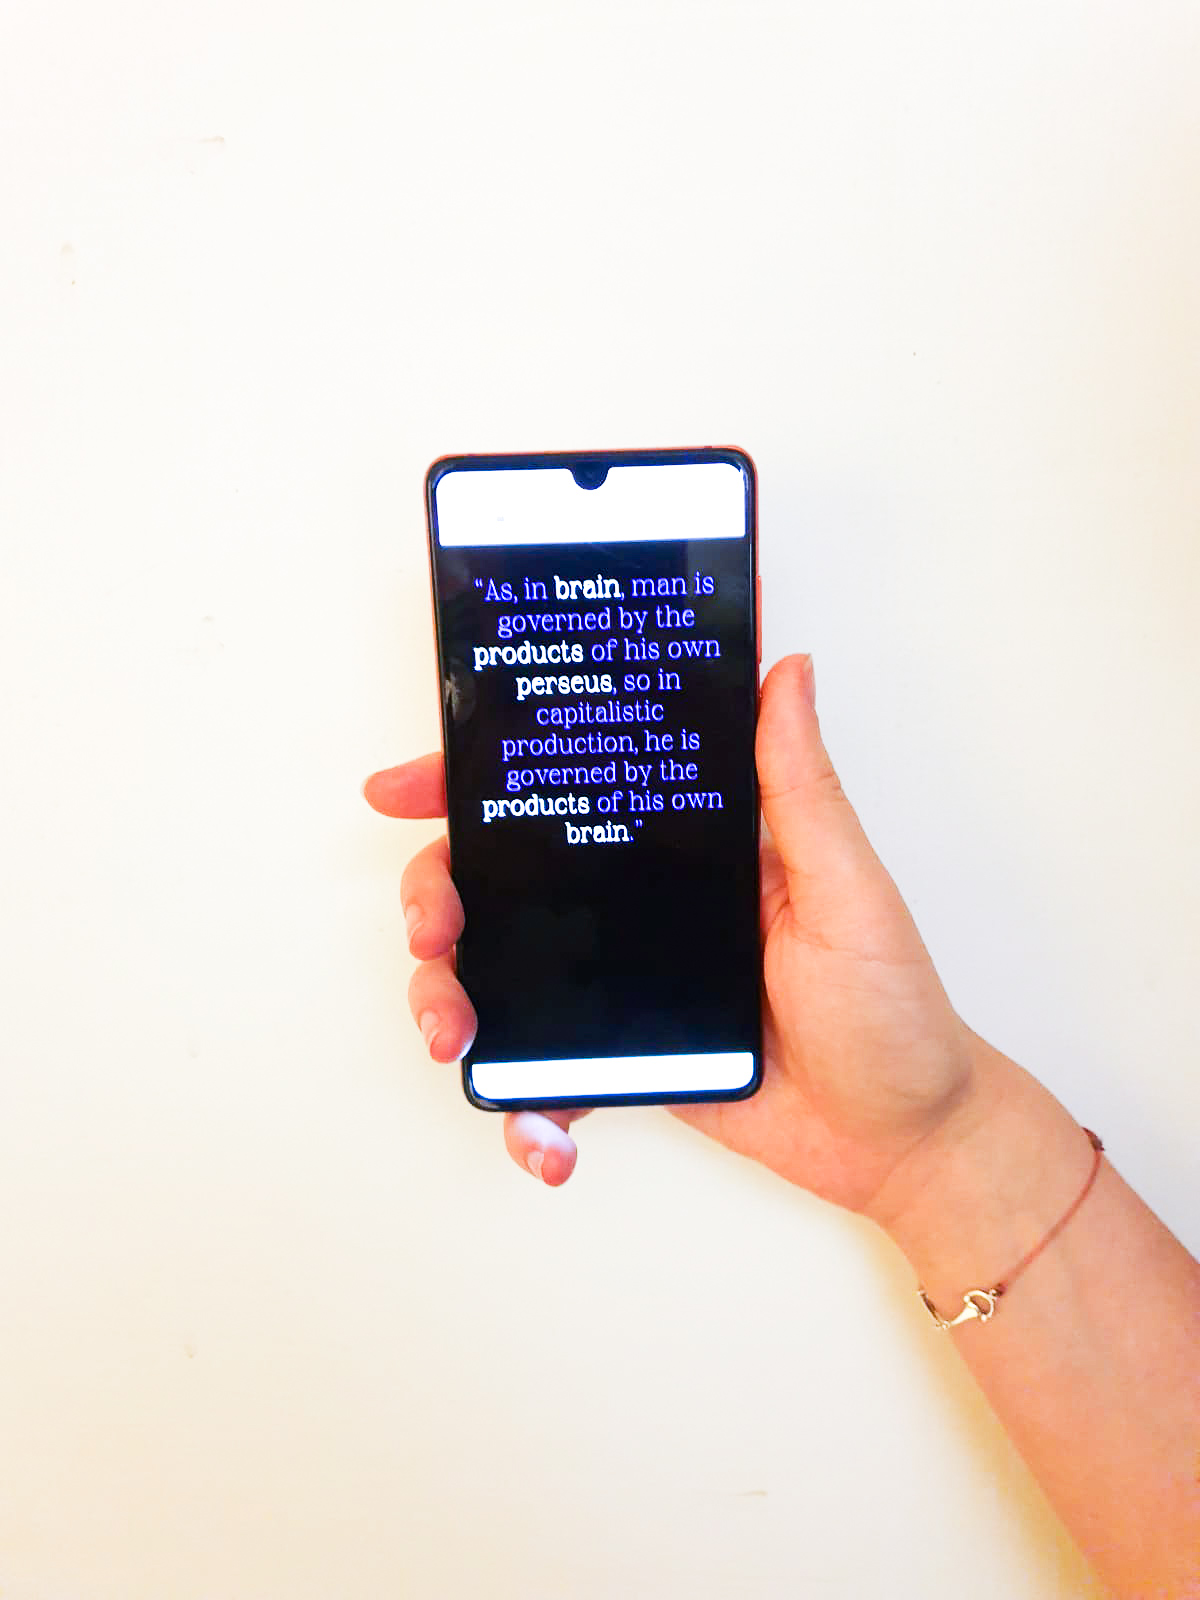 “As, in brain, man is
governed by the
products of his own
perseus, so in
capitalistic
production, he is
governed by the
products of his own
brain.”